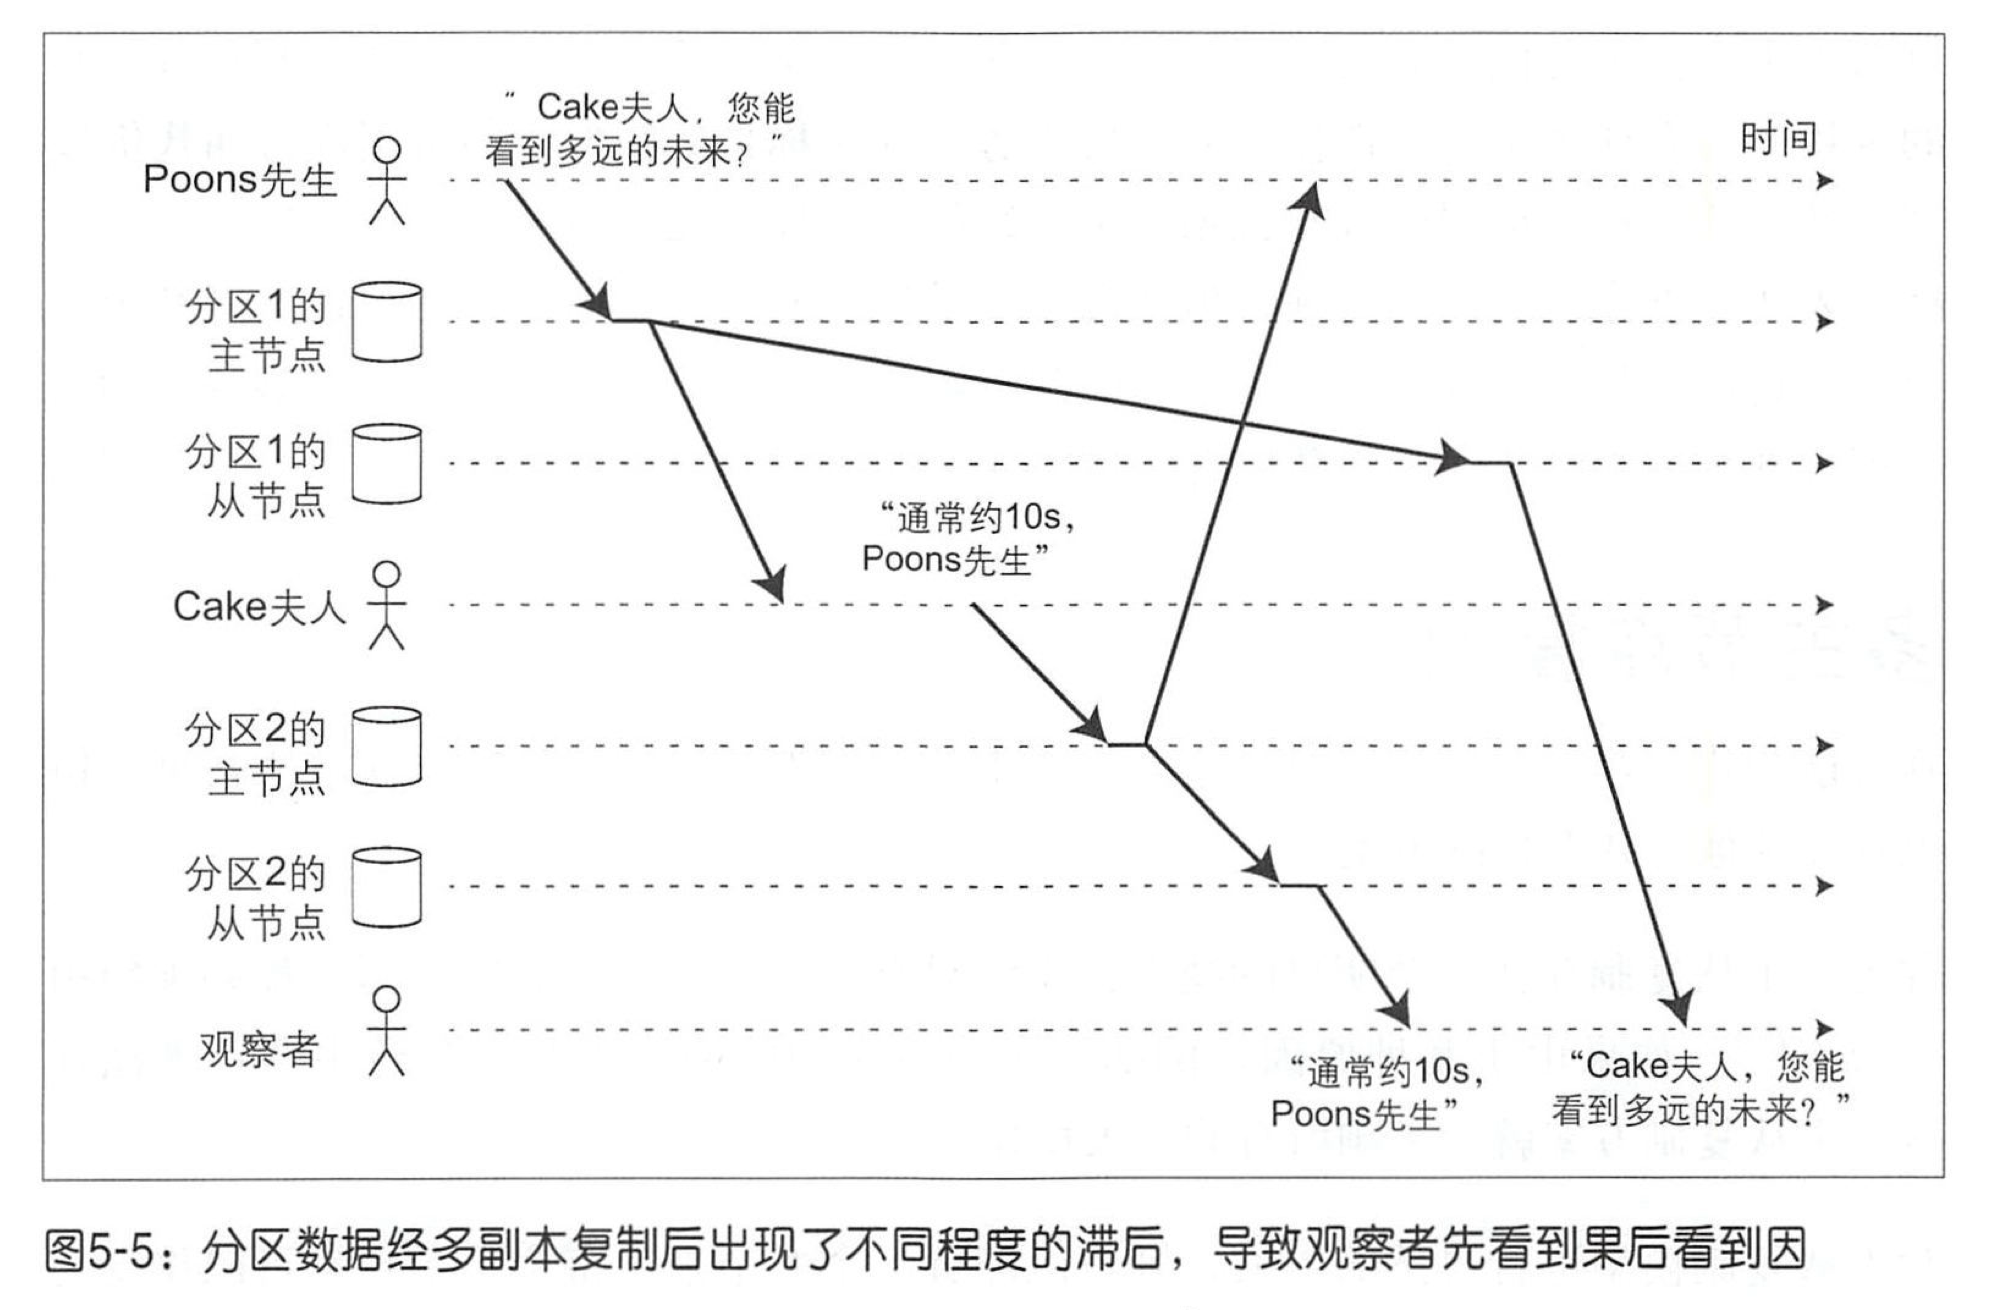 “ Cake夫人，您能
看到多远的未来？”
时间
Poons先生
分区1的
主节点
分区1的
从节点
“通常约10s，
Poons先生”
Cake夫人
分区2的
主节点
分区2的
从节点
观察者
“通常约10s，
Poons先生”
“Cake夫人，您能
看到多远的未来？”
图5-5：分区数据经多副本复制后出现了不同程度的滞后，导致观察者先看到果后看到因